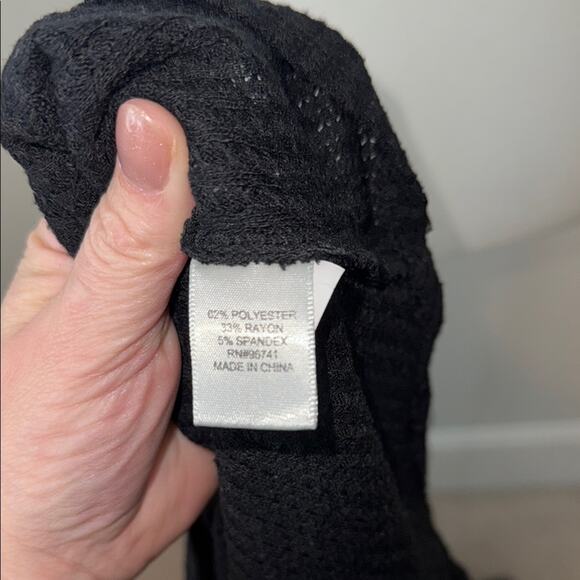 62% POLYESTER
33% RAYON
5% SPANDEX
RN#96741
MADE IN CHINA